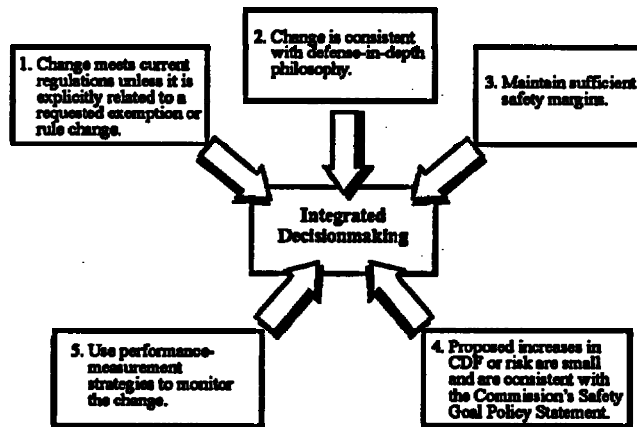 1. Change meets current
regulations unless it is
explicitly related to a
requested exemption or
rule change.
2. Change is consistent
with defense-in-depth
philosophy.
3. Maintain sufficient
safety margins.
Integrated
Decisionmaking
5. Use performance-
measurement
strategies to monitor
the change.
4. Proposed increases in
CDF or risk are small
and are consistent with
the Commission's Safety
Goal Policy Statement.